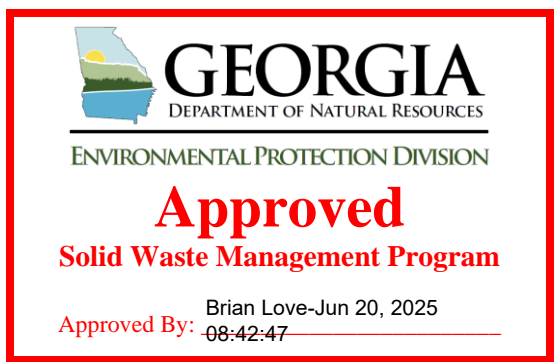 GEORGIA
DEPARTMENT OF NATURAL RESOURCES
ENVIRONMENTAL PROTECTION DIVISION
Approved
Solid Waste Management Program
Brian Love-Jun 20, 2025
Approved By: 08:42:47